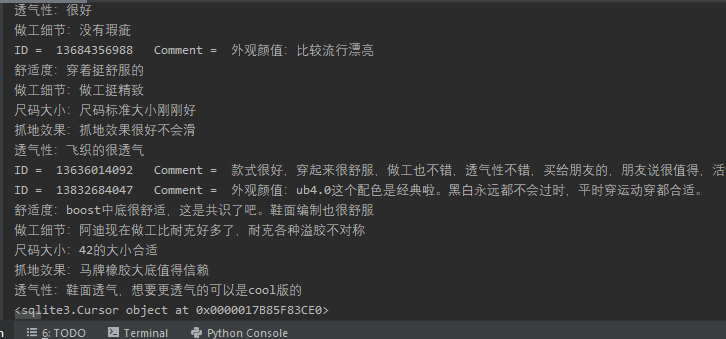 透气性：很好
做工细节：没有瑕疵
ID =  13684356988   Comment =  外观颜值：比较流行漂亮
舒适度：穿着挺舒服的
做工细节：做工挺精致
尺码大小：尺码标准大小刚刚好
抓地效果：抓地效果很好不会滑
透气性：飞织的很透气
ID =  13636014092   Comment =  款式很好，穿起来很舒服，做工也不错，透气性不错，买给朋友的，朋友说很值得，活
ID =  13832684047   Comment =  外观颜值：ub4.0这个配色是经典啦。黑白永远都不会过时，平时穿运动穿都合适。
舒适度：boost中底很舒适，这是共识了吧。鞋面编制也很舒服
做工细节：阿迪现在做工比耐克好多了，耐克各种溢胶不对称
尺码大小：42的大小合适
抓地效果：马牌橡胶大底值得信赖
透气性：鞋面透气，想要更透气的可以是cool版的
<sqlite3.Cursor object at 0x0000017B85F83CE0>
n 6: TODO Terminal Python Console